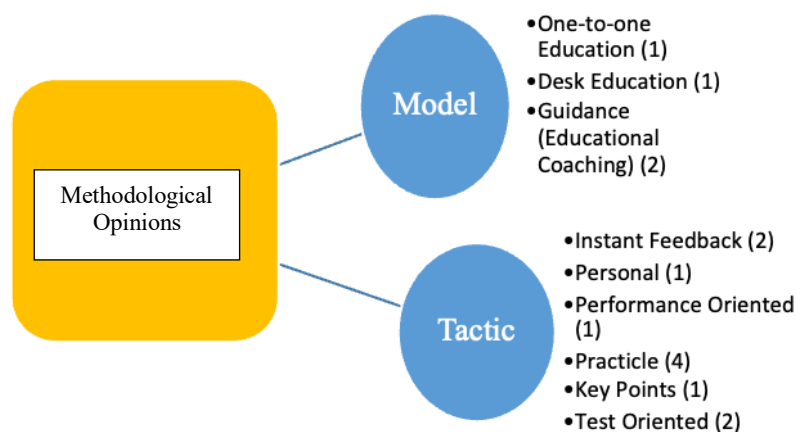 Methodological
Opinions
Model
•One-to-one
Education (1)
•Desk Education (1)
•Guidance
(Educational
Coaching) (2)
Tactic
•Instant Feedback (2)
•Personal (1)
•Performance Oriented
(1)
•Practicle (4)
•Key Points (1)
•Test Oriented (2)